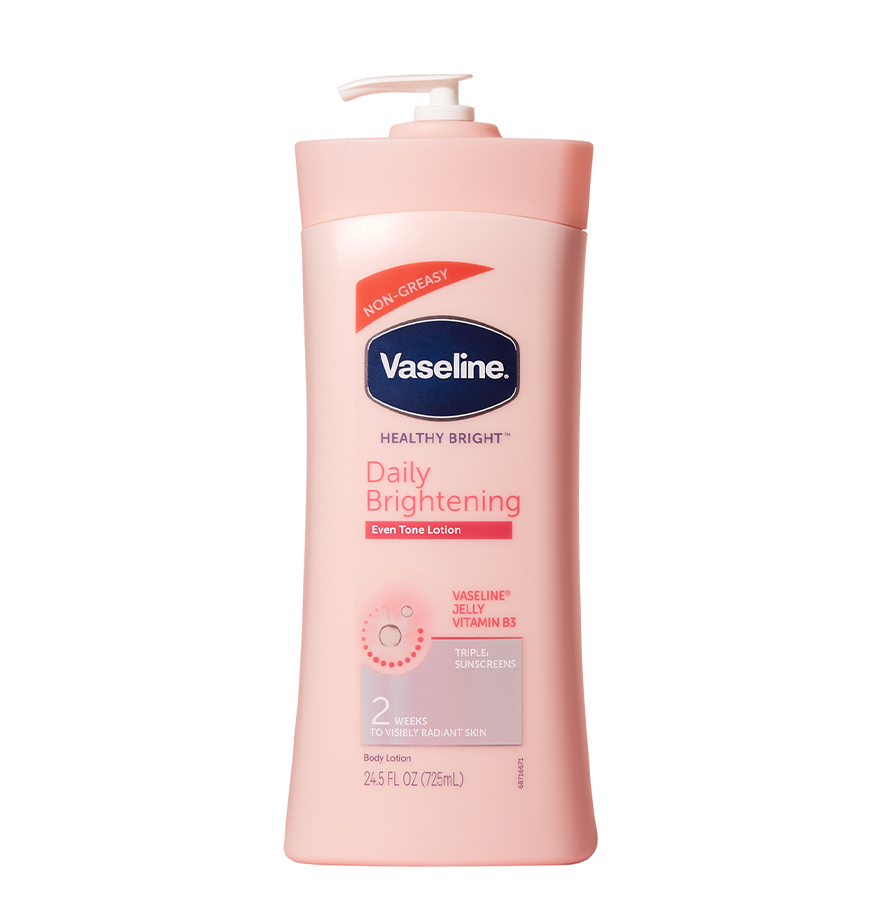 NON-GREASY
Vaseline.
HEALTHY BRIGHT™
Daily
Brightening
Even Tone Lotion
VASELINE®
JELLY
VITAMIN B3
TRIPLE
SUNSCREENS
2 WEEKS
TO VISIBLY RADIANT SKIN
Body Lotion
24.5 FL OZ (725mL)
68716671